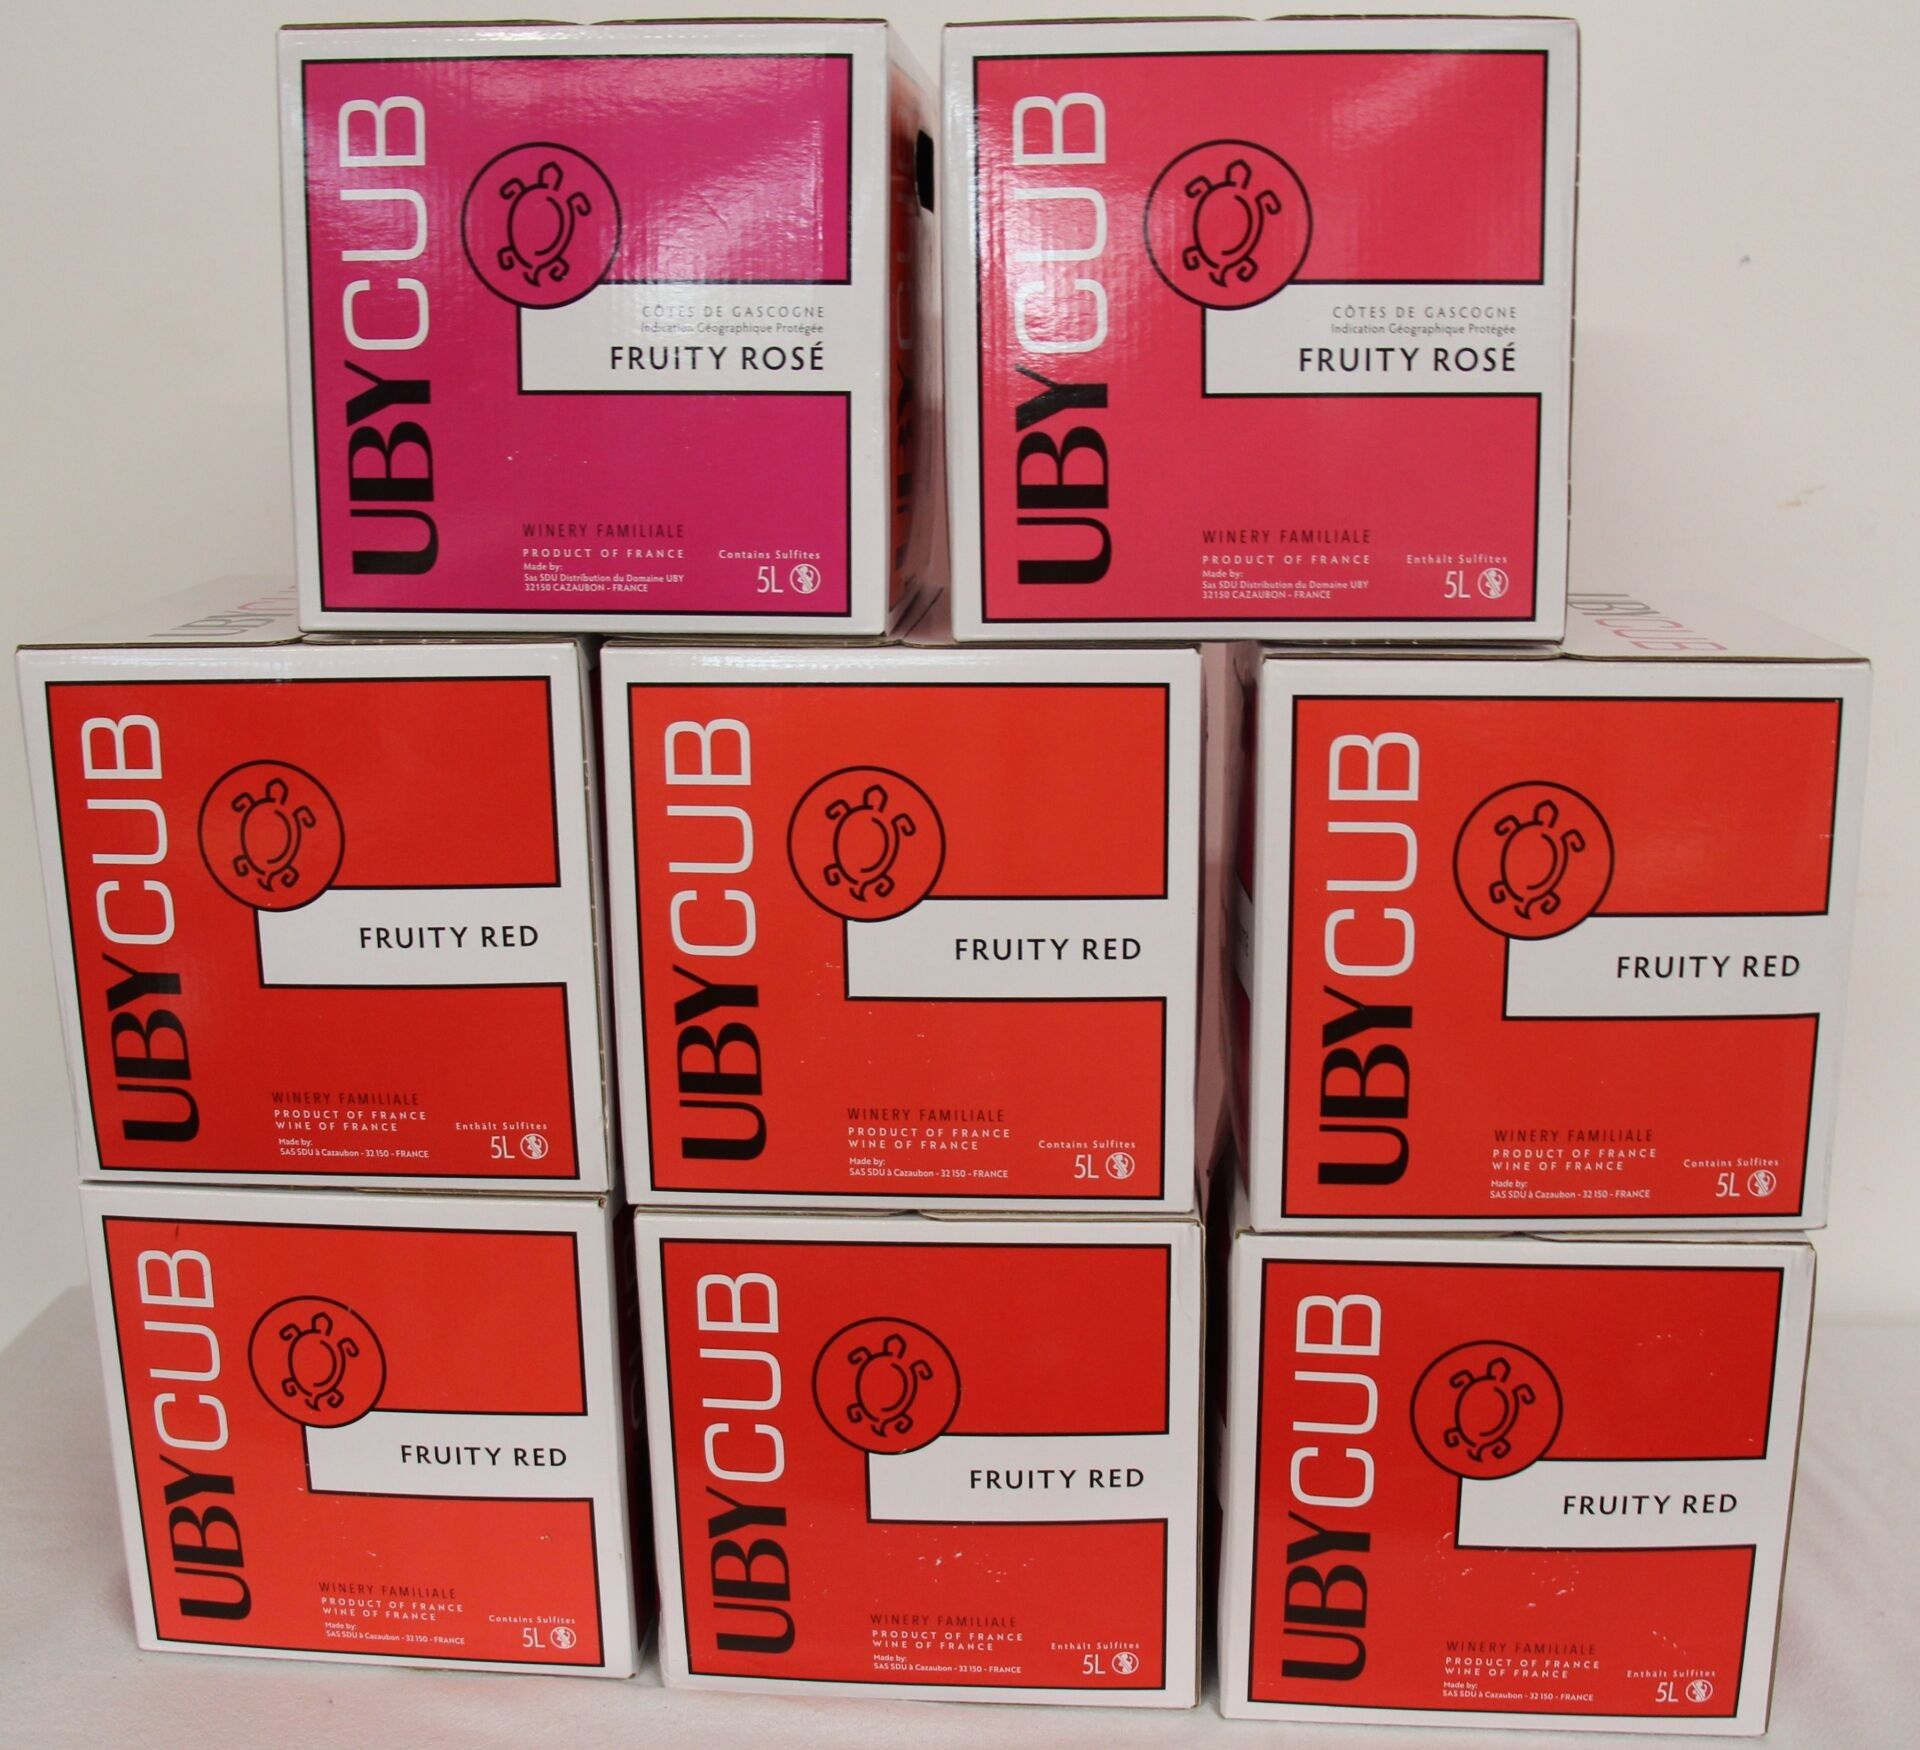 UBYCUB
CÔTES DE GASCOGNE
Indication Géographique Protégée
FRUITY ROSÉ
WINERY FAMILIALE
PRODUCT OF FRANCE
Made by:
Sas SDU Distribution du Domaine UBY
32150 CAZAUBON - FRANCE
Contains Sulfites
5L
UBYCUB
CÔTES DE GASCOGNE
Indication Géographique Protégée
FRUITY ROSÉ
WINERY FAMILIALE
PRODUCT OF FRANCE
Made by:
Sas SDU Distribution du Domaine UBY
32150 CAZAUBON - FRANCE
Enthält Sulfites
5L
UBYCUB
UBYCUB
UBYCUB
FRUITY RED
WINERY FAMILIALE
PRODUCT OF FRANCE
WINE OF FRANCE
Made by:
SAS SDU à Cazaubon - 32 150 - FRANCE
Enthält Sulfites
5L
UBYCUB
FRUITY RED
WINERY FAMILIALE
PRODUCT OF FRANCE
WINE OF FRANCE
Made by:
SAS SDU à Cazaubon - 32 150 - FRANCE
Contains Sulfites
5L
UBYCUB
UBYCUB
FRUITY RED
WINERY FAMILIALE
PRODUCT OF FRANCE
WINE OF FRANCE
Made by:
SAS SDU à Cazaubon - 32 150 - FRANCE
Contains Sulfites
5L
UBYCUB
FRUITY RED
WINERY FAMILIALE
PRODUCT OF FRANCE
WINE OF FRANCE
Made by:
SAS SDU à Cazaubon - 32 150 - FRANCE
Contains Sulfites
5L
UBYCUB
FRUITY RED
WINERY FAMILIALE
PRODUCT OF FRANCE
WINE OF FRANCE
Made by:
SAS SDU à Cazaubon - 32 150 - FRANCE
Enthält Sulfites
5L
UBYCUB
FRUITY RED
WINERY FAMILIALE
PRODUCT OF FRANCE
WINE OF FRANCE
Made by:
SAS SDU à Cazaubon - 32 150 - FRANCE
Enthält Sulfites
5L